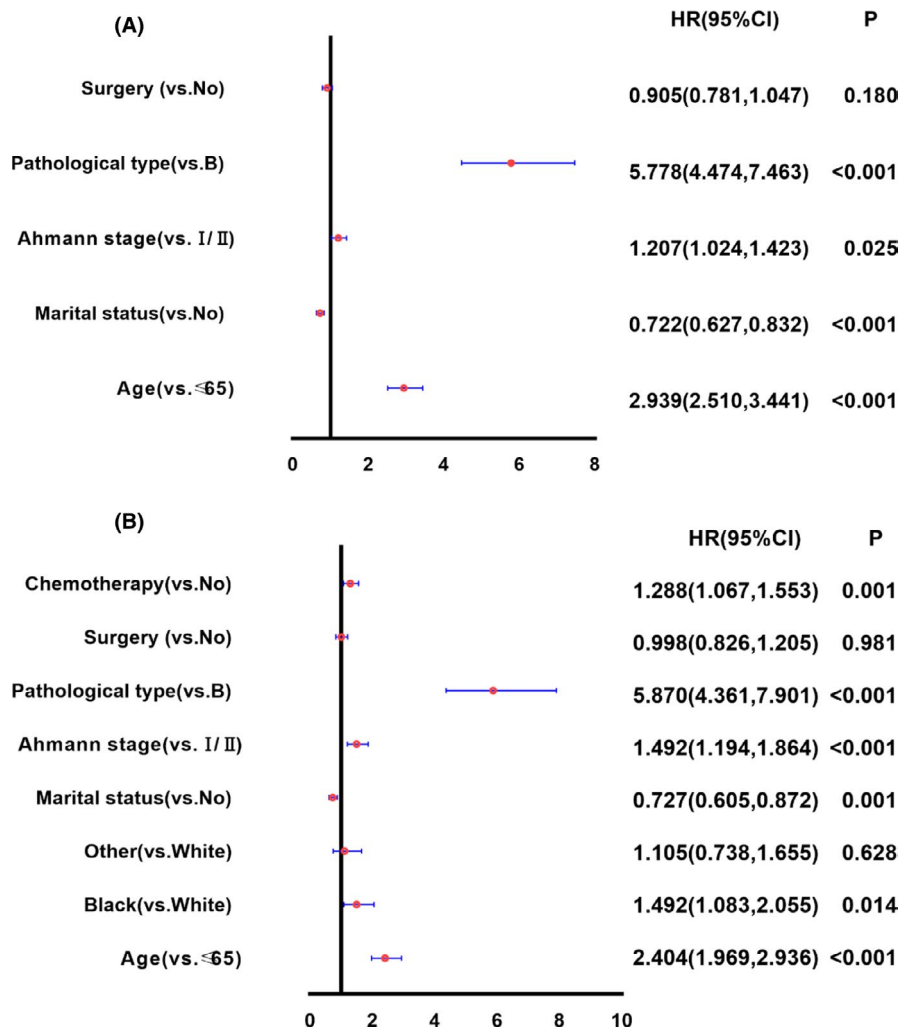 (A) HR(95%CI) P
Surgery (vs.No) 0.905(0.781,1.047) 0.180
Pathological type(vs.B) 5.778(4.474,7.463) <0.001
Ahmann stage(vs. Ⅰ/Ⅱ) 1.207(1.024,1.423) 0.025
Marital status(vs.No) 0.722(0.627,0.832) <0.001
Age(vs.≤65) 2.939(2.510,3.441) <0.001
0 2 4 6 8
(B) HR(95%CI) P
Chemotherapy(vs.No) 1.288(1.067,1.553) 0.001
Surgery (vs.No) 0.998(0.826,1.205) 0.981
Pathological type(vs.B) 5.870(4.361,7.901) <0.001
Ahmann stage(vs. Ⅰ/Ⅱ) 1.492(1.194,1.864) <0.001
Marital status(vs.No) 0.727(0.605,0.872) 0.001
Other(vs.White) 1.105(0.738,1.655) 0.628
Black(vs.White) 1.492(1.083,2.055) 0.014
Age(vs.≤65) 2.404(1.969,2.936) <0.001
0 2 4 6 8 10